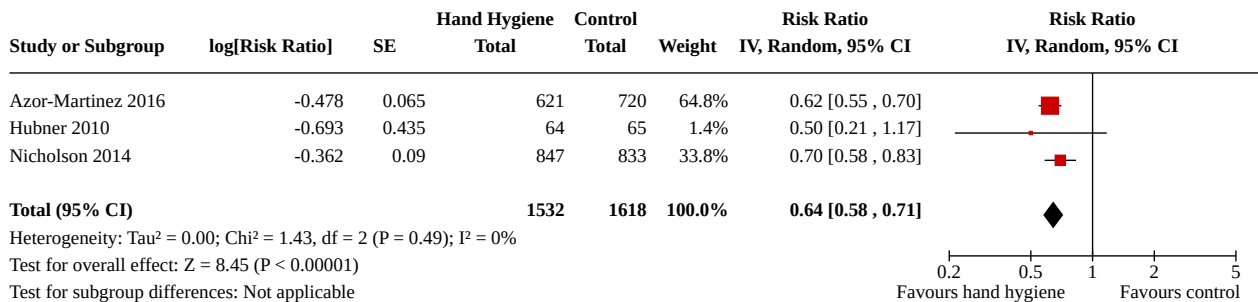 Hand Hygiene Control Risk Ratio Risk Ratio
Study or Subgroup log[Risk Ratio] SE Total Total Weight IV, Random, 95% CI IV, Random, 95% CI
Azor-Martinez 2016 -0.478 0.065 621 720 64.8% 0.62 [0.55 , 0.70]
Hubner 2010 -0.693 0.435 64 65 1.4% 0.50 [0.21 , 1.17]
Nicholson 2014 -0.362 0.09 847 833 33.8% 0.70 [0.58 , 0.83]
Total (95% CI) 1532 1618 100.0% 0.64 [0.58 , 0.71]
Heterogeneity: Tau² = 0.00; Chi² = 1.43, df = 2 (P = 0.49); I² = 0%
Test for overall effect: Z = 8.45 (P < 0.00001)
Test for subgroup differences: Not applicable
0.2 0.5 1 2 5
Favours hand hygiene Favours control